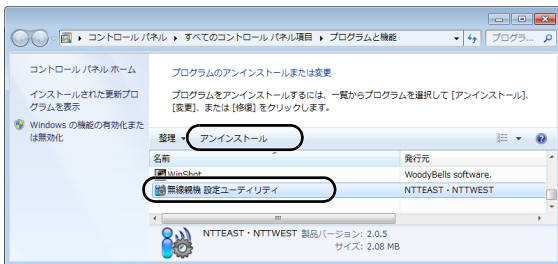 コントロール パネル ▸ すべてのコントロール パネル項目 ▸ プログラムと機能
プログラ...
コントロール パネル ホーム
インストールされた更新プログラムを表示
Windows の機能の有効化または無効化
プログラムのアンインストールまたは変更
プログラムをアンインストールするには、一覧からプログラムを選択して [アンインストール]、
[変更]、または [修復] をクリックします。
整理 アンインストール
名前 発行元
WinShot WoodyBells software.
無線親機 設定ユーティリティ NTTEAST・NTTWEST
NTTEAST・NTTWEST 製品バージョン: 2.0.5
サイズ: 2.08 MB